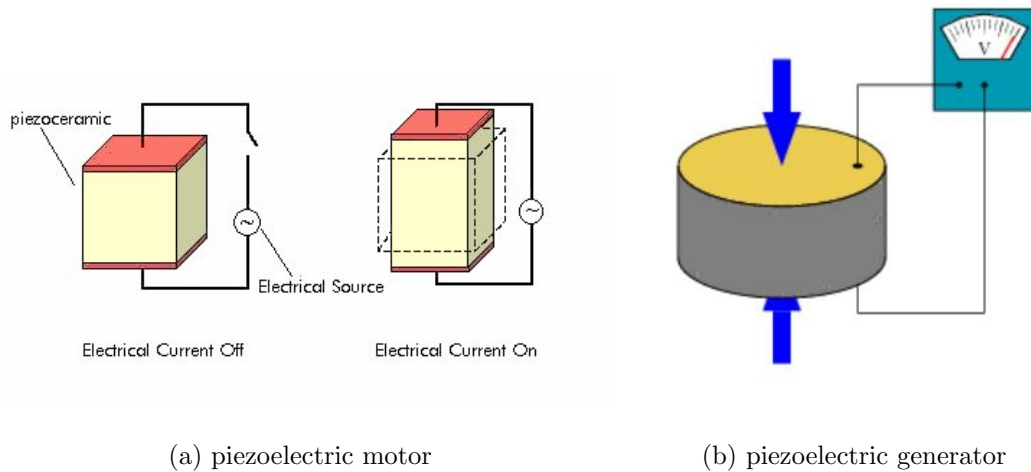 piezoceramic
Electrical Source
Electrical Current Off
Electrical Current On
V
(a) piezoelectric motor
(b) piezoelectric generator